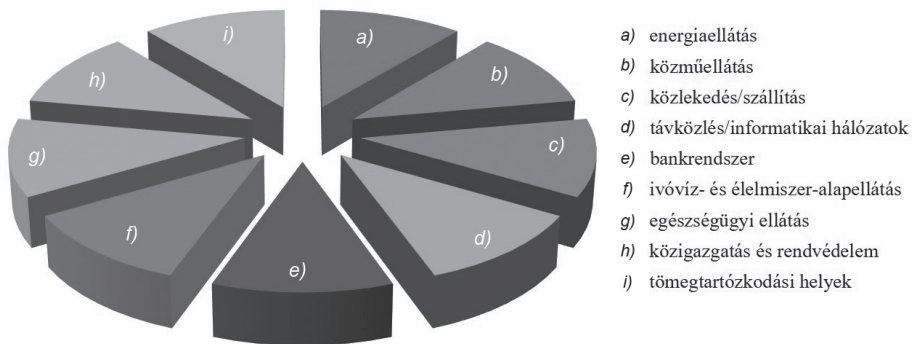 a)
b)
c)
d)
e)
f)
g)
h)
i)
a) energiaellátás
b) közműellátás
c) közlekedés/szállítás
d) távközlés/informatikai hálózatok
e) bankrendszer
f) ivóvíz- és élelmiszer-alapellátás
g) egészségügyi ellátás
h) közigazgatás és rendvédelem
i) tömegtartózkodási helyek